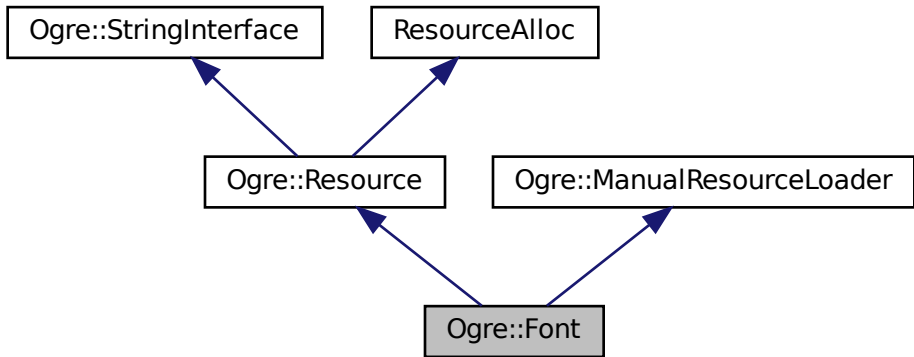 Ogre::StringInterface
ResourceAlloc
Ogre::Resource
Ogre::ManualResourceLoader
Ogre::Font